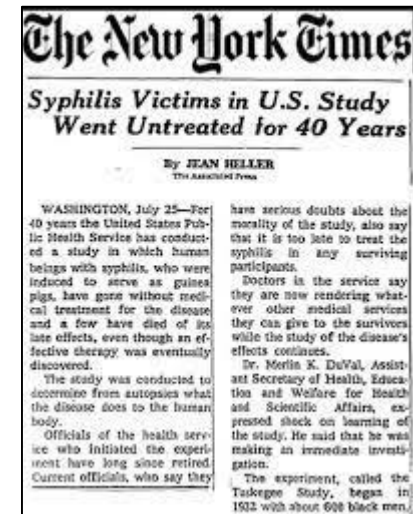 The New York Times
Syphilis Victims in U.S. Study
Went Untreated for 40 Years
By JEAN HELLER
The Associated Press
WASHINGTON, July 25—For
40 years the United States Pub-
lic Health Service has conduct-
ed a study in which human
beings with syphilis, who were
induced to serve as guinea
pigs, have gone without medi-
cal treatment for the disease
and a few have died of its
late effects, even though an ef-
fective therapy was eventually
discovered.
The study was conducted to
determine from autopsies what
the disease does to the human
body.
Officials of the health serv-
ice who initiated the experi-
ment have long since retired.
Current officials, who say they
have serious doubts about the
morality of the study, also say
that it is too late to treat the
syphilis in any surviving
participants.
Doctors in the service say
they are now rendering what-
ever other medical services
they can give to the survivors
while the study of the disease's
effects continues.
Dr. Merlin K. DuVal, Assist-
ant Secretary of Health, Educa-
tion and Welfare for Health
and Scientific Affairs, ex-
pressed shock on learning of
the study. He said that he was
making an immediate investi-
gation.
The experiment, called the
Tuskegee Study, began in
1932 with about 600 black men,